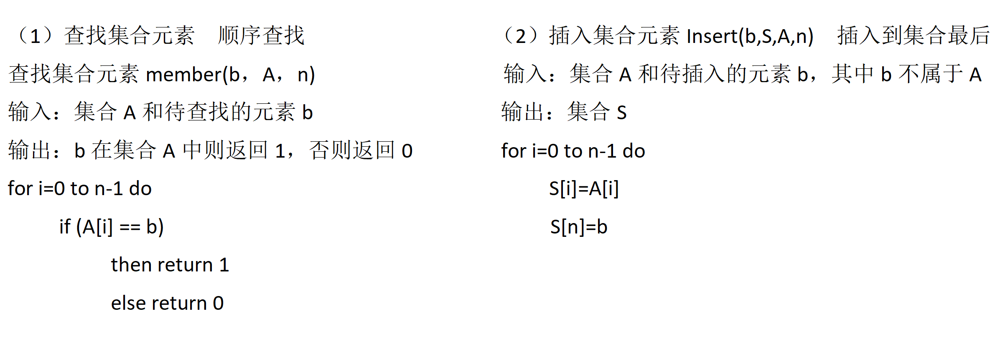 （1）查找集合元素　顺序查找
查找集合元素 member(b，A，n)
输入：集合 A 和待查找的元素 b
输出：b 在集合 A 中则返回 1，否则返回 0
for i=0 to n-1 do
if (A[i] == b)
then return 1
else return 0
（2）插入集合元素 Insert(b,S,A,n)　插入到集合最后
输入：集合 A 和待插入的元素 b，其中 b 不属于 A
输出：集合 S
for i=0 to n-1 do
S[i]=A[i]
S[n]=b